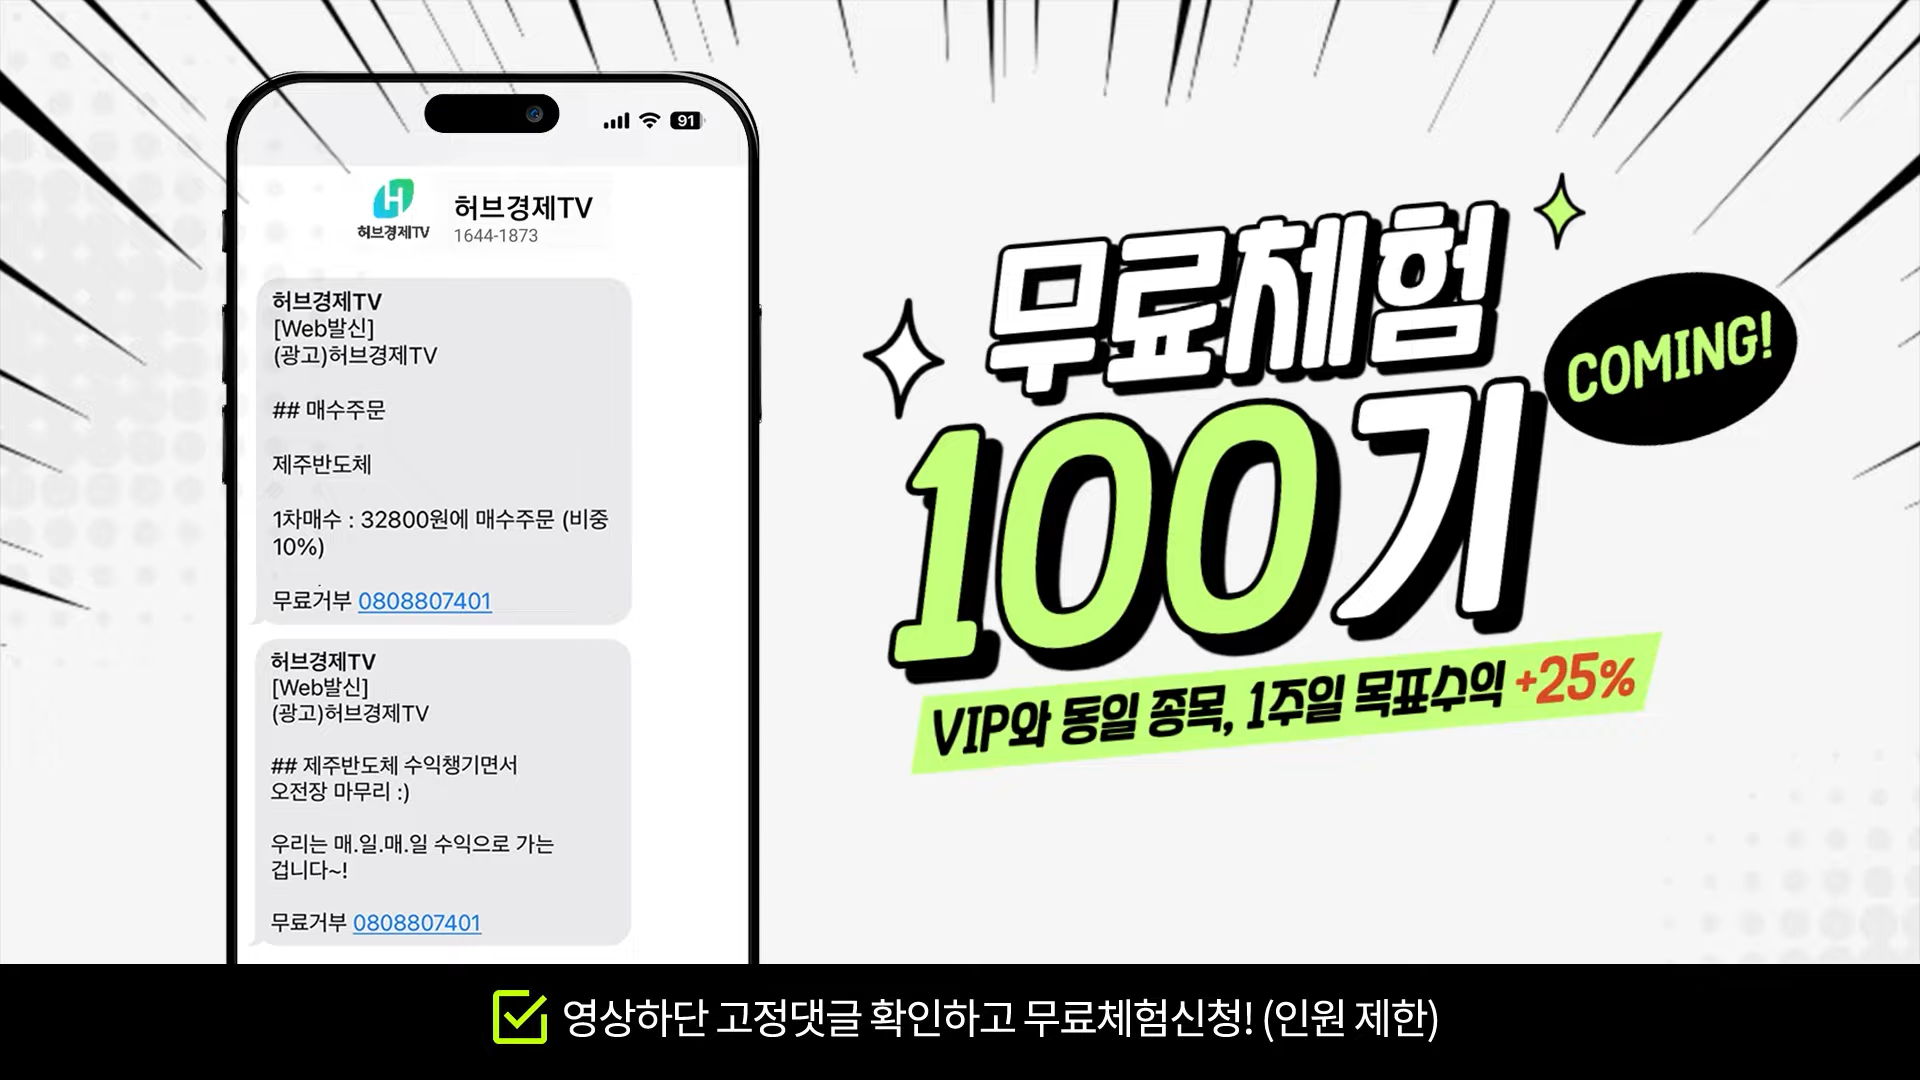 91
허브경제TV
허브경제TV
1644-1873
허브경제TV
[Web발신]
(광고)허브경제TV
## 매수주문
제주반도체
1차매수 : 32800원에 매수주문 (비중
10%)
무료거부 0808807401
허브경제TV
[Web발신]
(광고)허브경제TV
## 제주반도체 수익챙기면서
오전장 마무리 :)
우리는 매.일.매.일 수익으로 가는
겁니다~!
무료거부 0808807401
무료체험
100기
COMING!
VIP와 동일 종목, 1주일 목표수익 +25%
영상하단 고정댓글 확인하고 무료체험신청! (인원 제한)